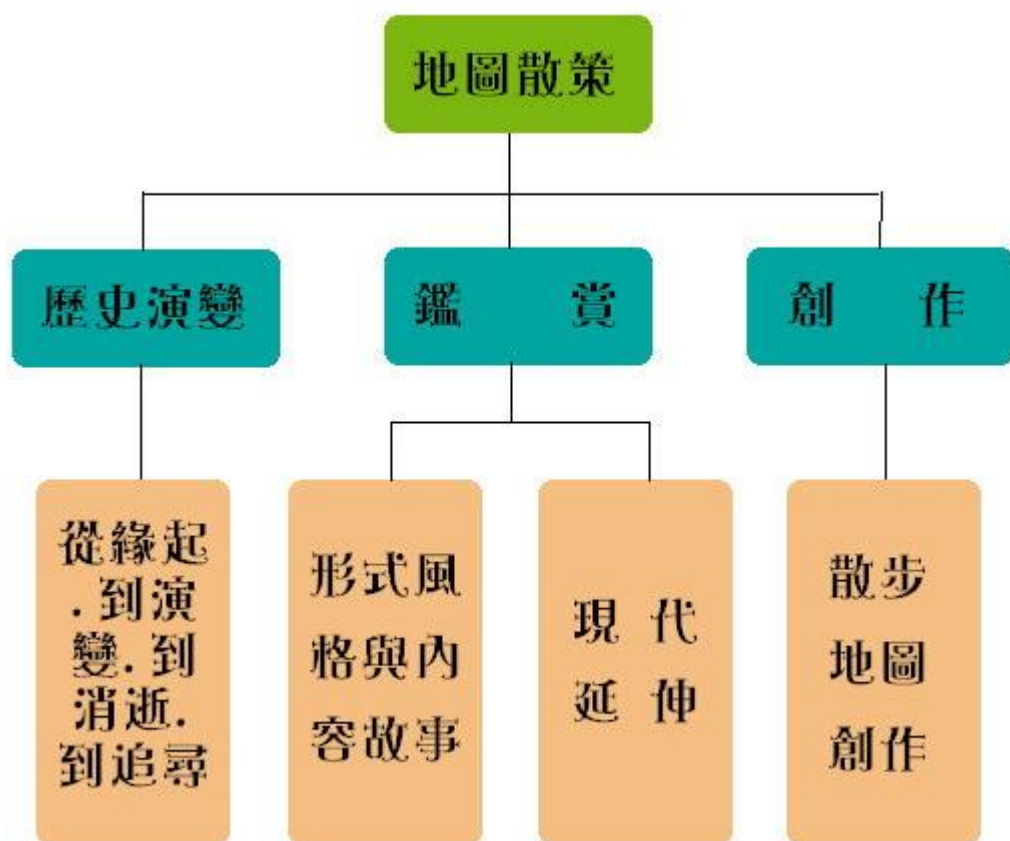 地圖散策
歷史演變
鑑 賞
創 作
從緣起
.到演
變.到
消逝.
到追尋
形式風
格與內
容故事
現 代
延 伸
散步
地圖
創作